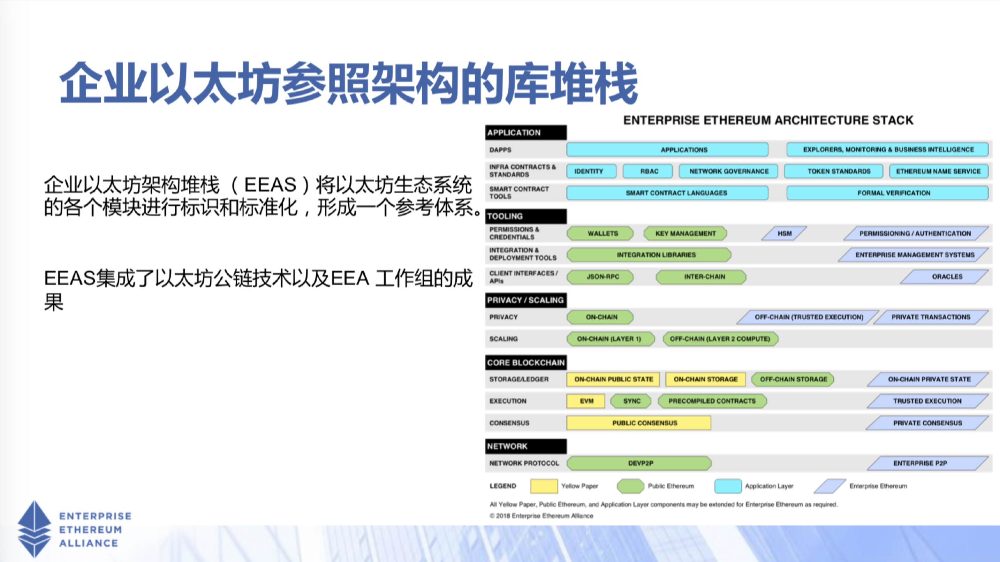 企业以太坊参照架构的库堆栈
企业以太坊架构堆栈（EEAS）将以太坊生态系统
的各个模块进行标识和标准化，形成一个参考体系。
EEAS集成了以太坊公链技术以及EEA 工作组的成
果
ENTERPRISE ETHEREUM ARCHITECTURE STACK
APPLICATION
DAPPS
APPLICATIONS
EXPLORERS, MONITORING & BUSINESS INTELLIGENCE
INFRA CONTRACTS &
STANDARDS
IDENTITY
RBAC
NETWORK GOVERNANCE
TOKEN STANDARDS
ETHEREUM NAME SERVICE
SMART CONTRACT
TOOLS
SMART CONTRACT LANGUAGES
FORMAL VERIFICATION
TOOLING
PERMISSIONS &
CREDENTIALS
WALLETS
KEY MANAGEMENT
HSM
PERMISSIONING / AUTHENTICATION
INTEGRATION &
DEPLOYMENT TOOLS
INTEGRATION LIBRARIES
ENTERPRISE MANAGEMENT SYSTEMS
CLIENT INTERFACES /
APIs
JSON-RPC
INTER-CHAIN
ORACLES
PRIVACY / SCALING
PRIVACY
ON-CHAIN
OFF-CHAIN (TRUSTED EXECUTION)
PRIVATE TRANSACTIONS
SCALING
ON-CHAIN (LAYER 1)
OFF-CHAIN (LAYER 2 COMPUTE)
CORE BLOCKCHAIN
STORAGE/LEDGER
ON-CHAIN PUBLIC STATE
ON-CHAIN STORAGE
OFF-CHAIN STORAGE
ON-CHAIN PRIVATE STATE
EXECUTION
EVM
SYNC
PRECOMPILED CONTRACTS
TRUSTED EXECUTION
CONSENSUS
PUBLIC CONSENSUS
PRIVATE CONSENSUS
NETWORK
NETWORK PROTOCOL
DEVP2P
ENTERPRISE P2P
LEGEND
Yellow Paper
Public Ethereum
Application Layer
Enterprise Ethereum
All Yellow Paper, Public Ethereum, and Application Layer components may be extended for Enterprise Ethereum as required.
© 2018 Enterprise Ethereum Alliance
ENTERPRISE
ETHEREUM
ALLIANCE